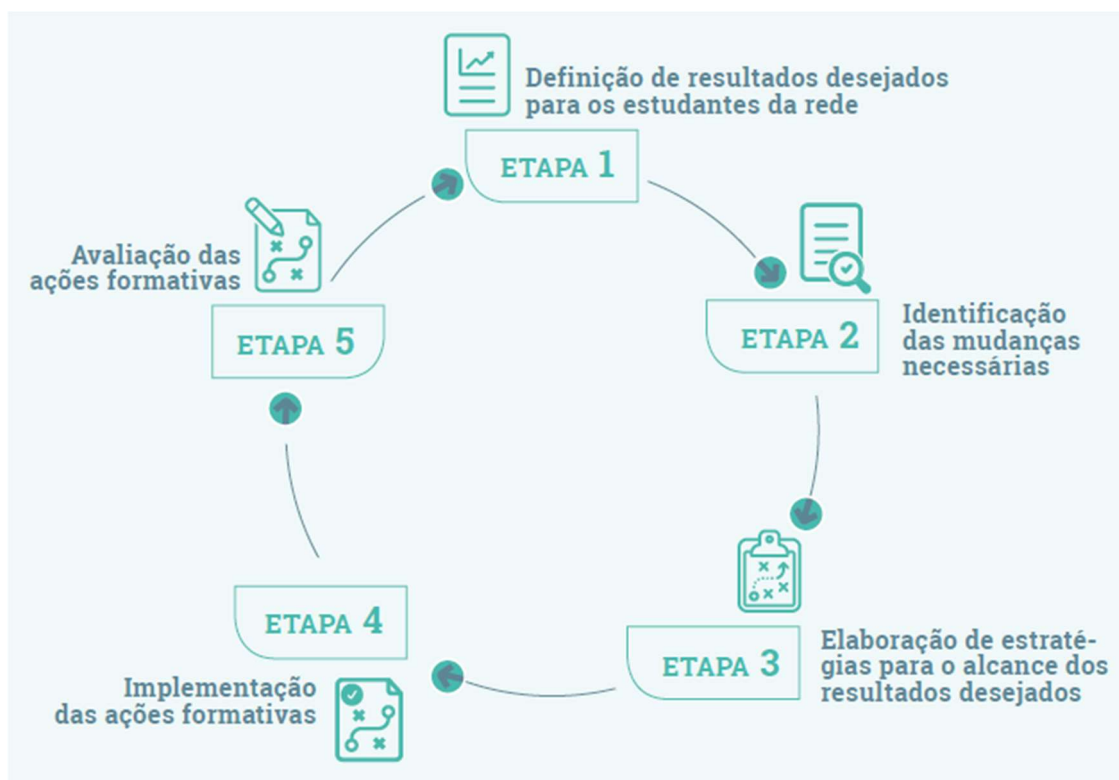 Definição de resultados desejados
para os estudantes da rede
ETAPA 1
Identificação
das mudanças
necessárias
ETAPA 2
Elaboração de estraté-
gias para o alcance dos
resultados desejados
ETAPA 3
ETAPA 4
Implementação
das ações formativas
Avaliação das
ações formativas
ETAPA 5